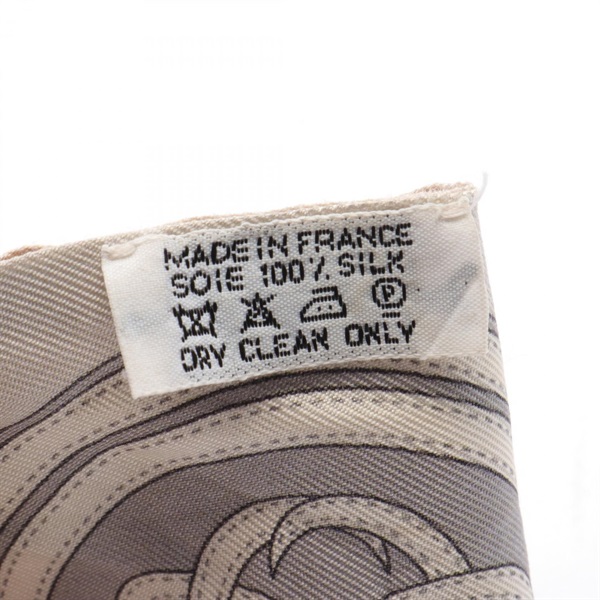 MADE IN FRANCE
SOIE 100% SILK
P
DRY CLEAN ONLY